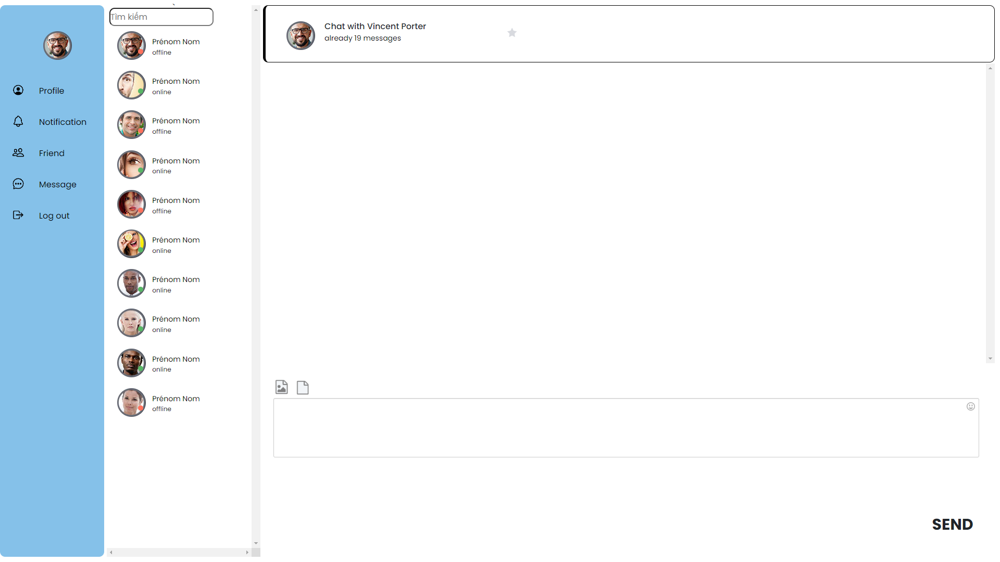 Profile
Notification
Friend
Message
Log out
Tìm kiếm
Prénom Nom
offline
Prénom Nom
online
Prénom Nom
offline
Prénom Nom
online
Prénom Nom
offline
Prénom Nom
online
Prénom Nom
online
Prénom Nom
online
Prénom Nom
online
Prénom Nom
offline
Chat with Vincent Porter
already 19 messages
SEND